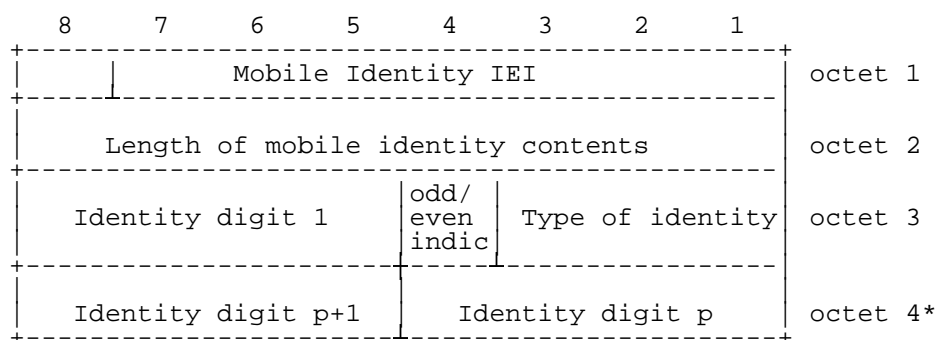 8 7 6 5 4 3 2 1
Mobile Identity IEI octet 1
Length of mobile identity contents octet 2
odd/
Identity digit 1 even Type of identity octet 3
indic
Identity digit p+1 Identity digit p octet 4*